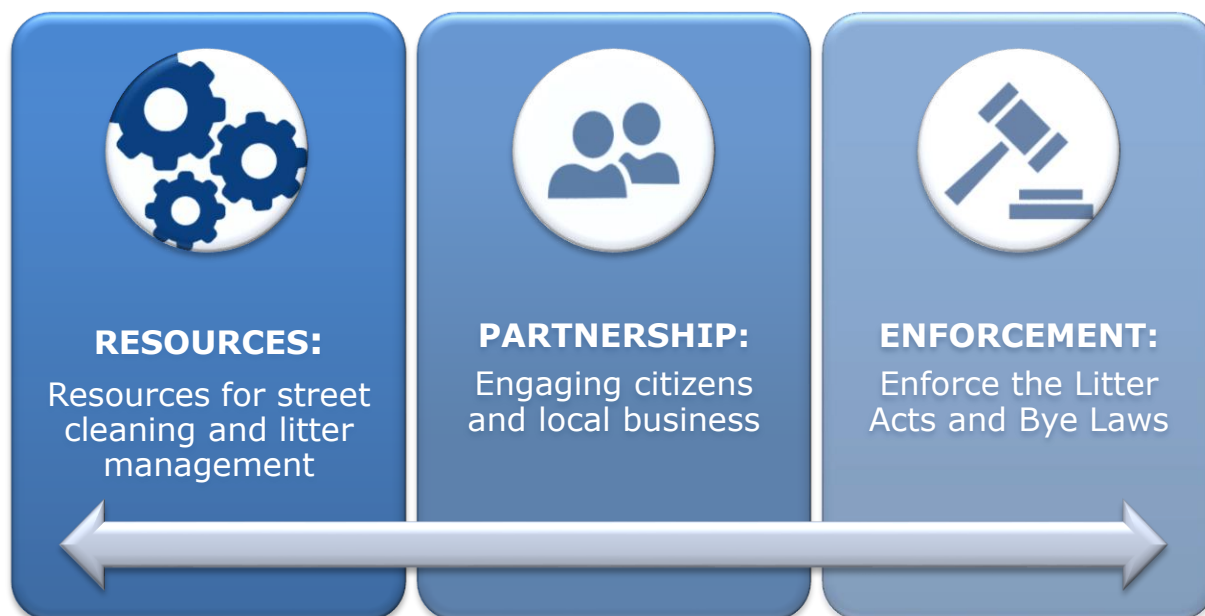 RESOURCES:
Resources for street
cleaning and litter
management
PARTNERSHIP:
Engaging citizens
and local business
ENFORCEMENT:
Enforce the Litter
Acts and Bye Laws